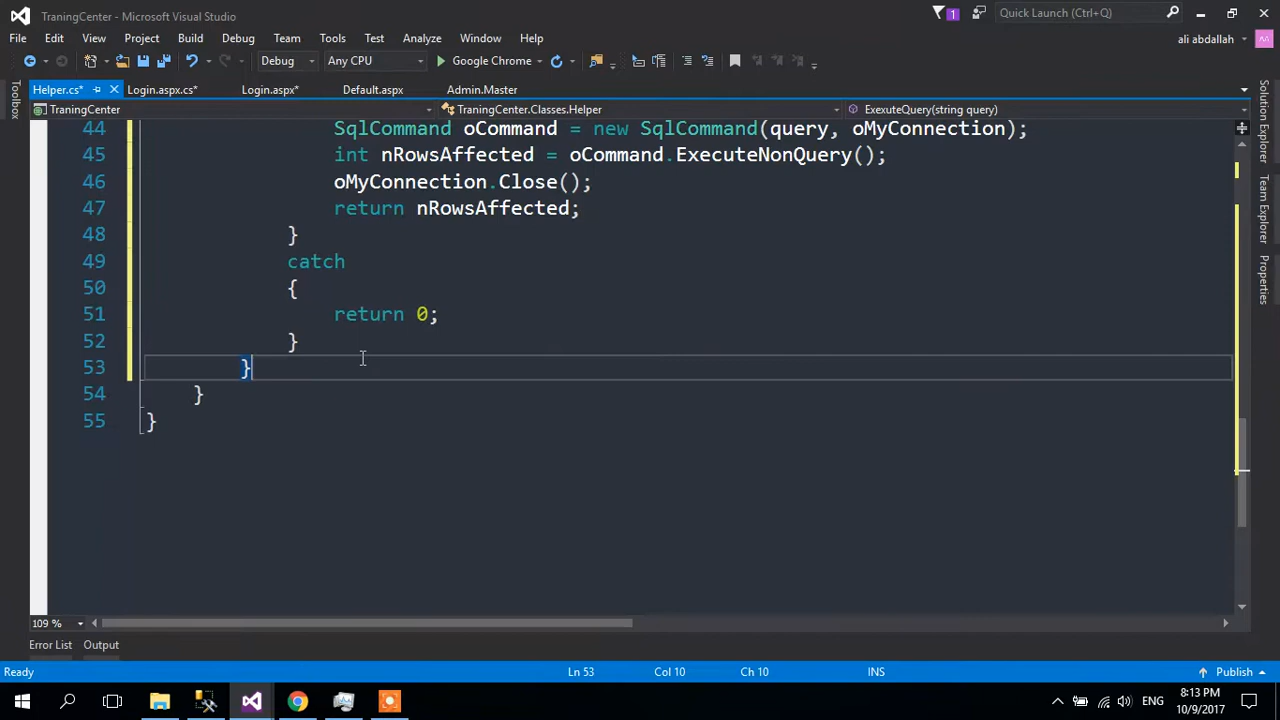 TraningCenter - Microsoft Visual Studio
1
Quick Launch (Ctrl+Q)
File Edit View Project Build Debug Team Tools Test Analyze Window Help
ali abdallah
Debug Any CPU Google Chrome
Helper.cs* Login.aspx.cs* Login.aspx* Default.aspx Admin.Master
TraningCenter TraningCenter.Classes.Helper ExexuteQuery(string query)
Toolbox
44 SqlCommand oCommand = new SqlCommand(query, oMyConnection);
45 int nRowsAffected = oCommand.ExecuteNonQuery();
46 oMyConnection.Close();
47 return nRowsAffected;
48 }
49 catch
50 {
51 return 0;
52 }
53 }
54 }
55 }
Solution Explorer
Team Explorer
Properties
109 %
Error List Output
Ready Ln 53 Col 10 Ch 10 INS Publish
ENG
8:13 PM
10/9/2017